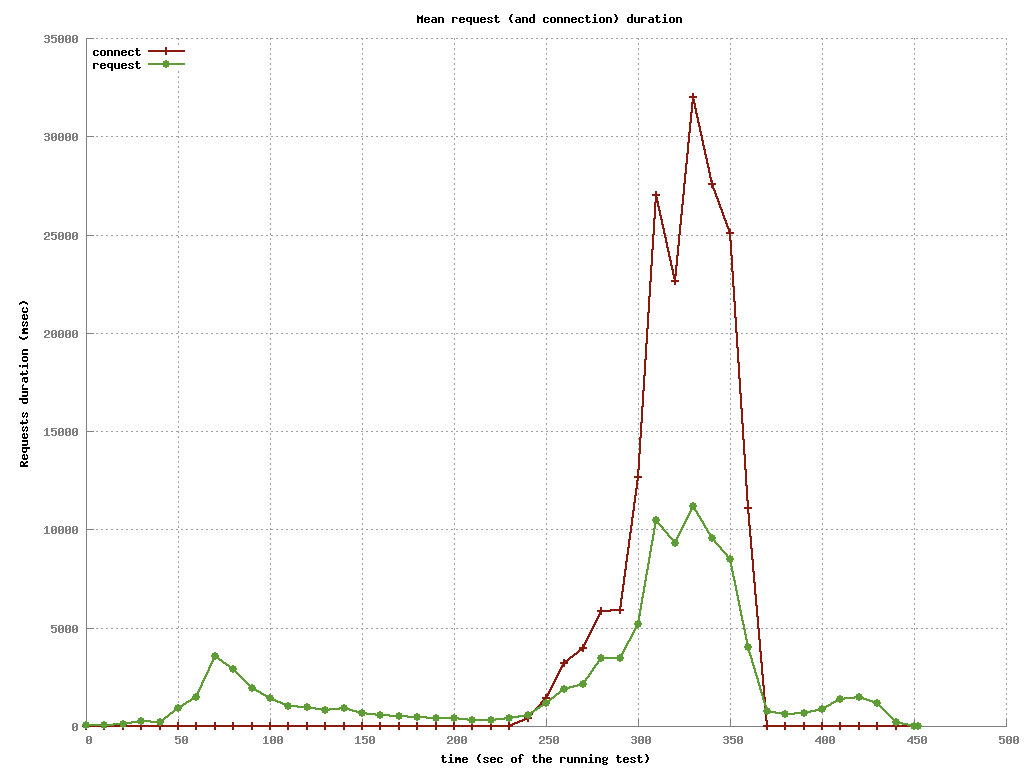 Mean request (and connection) duration
35000
connect
request
30000
25000
20000
15000
10000
5000
0
Requests duration (msec)
0 50 100 150 200 250 300 350 400 450 500
time (sec of the running test)